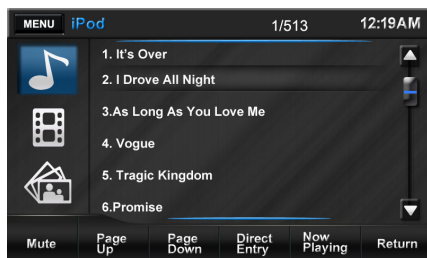 MENU iPod 1/513 12:19AM
1. It's Over
2. I Drove All Night
3.As Long As You Love Me
4. Vogue
5. Tragic Kingdom
6.Promise
Mute Page Up Page Down Direct Entry Now Playing Return